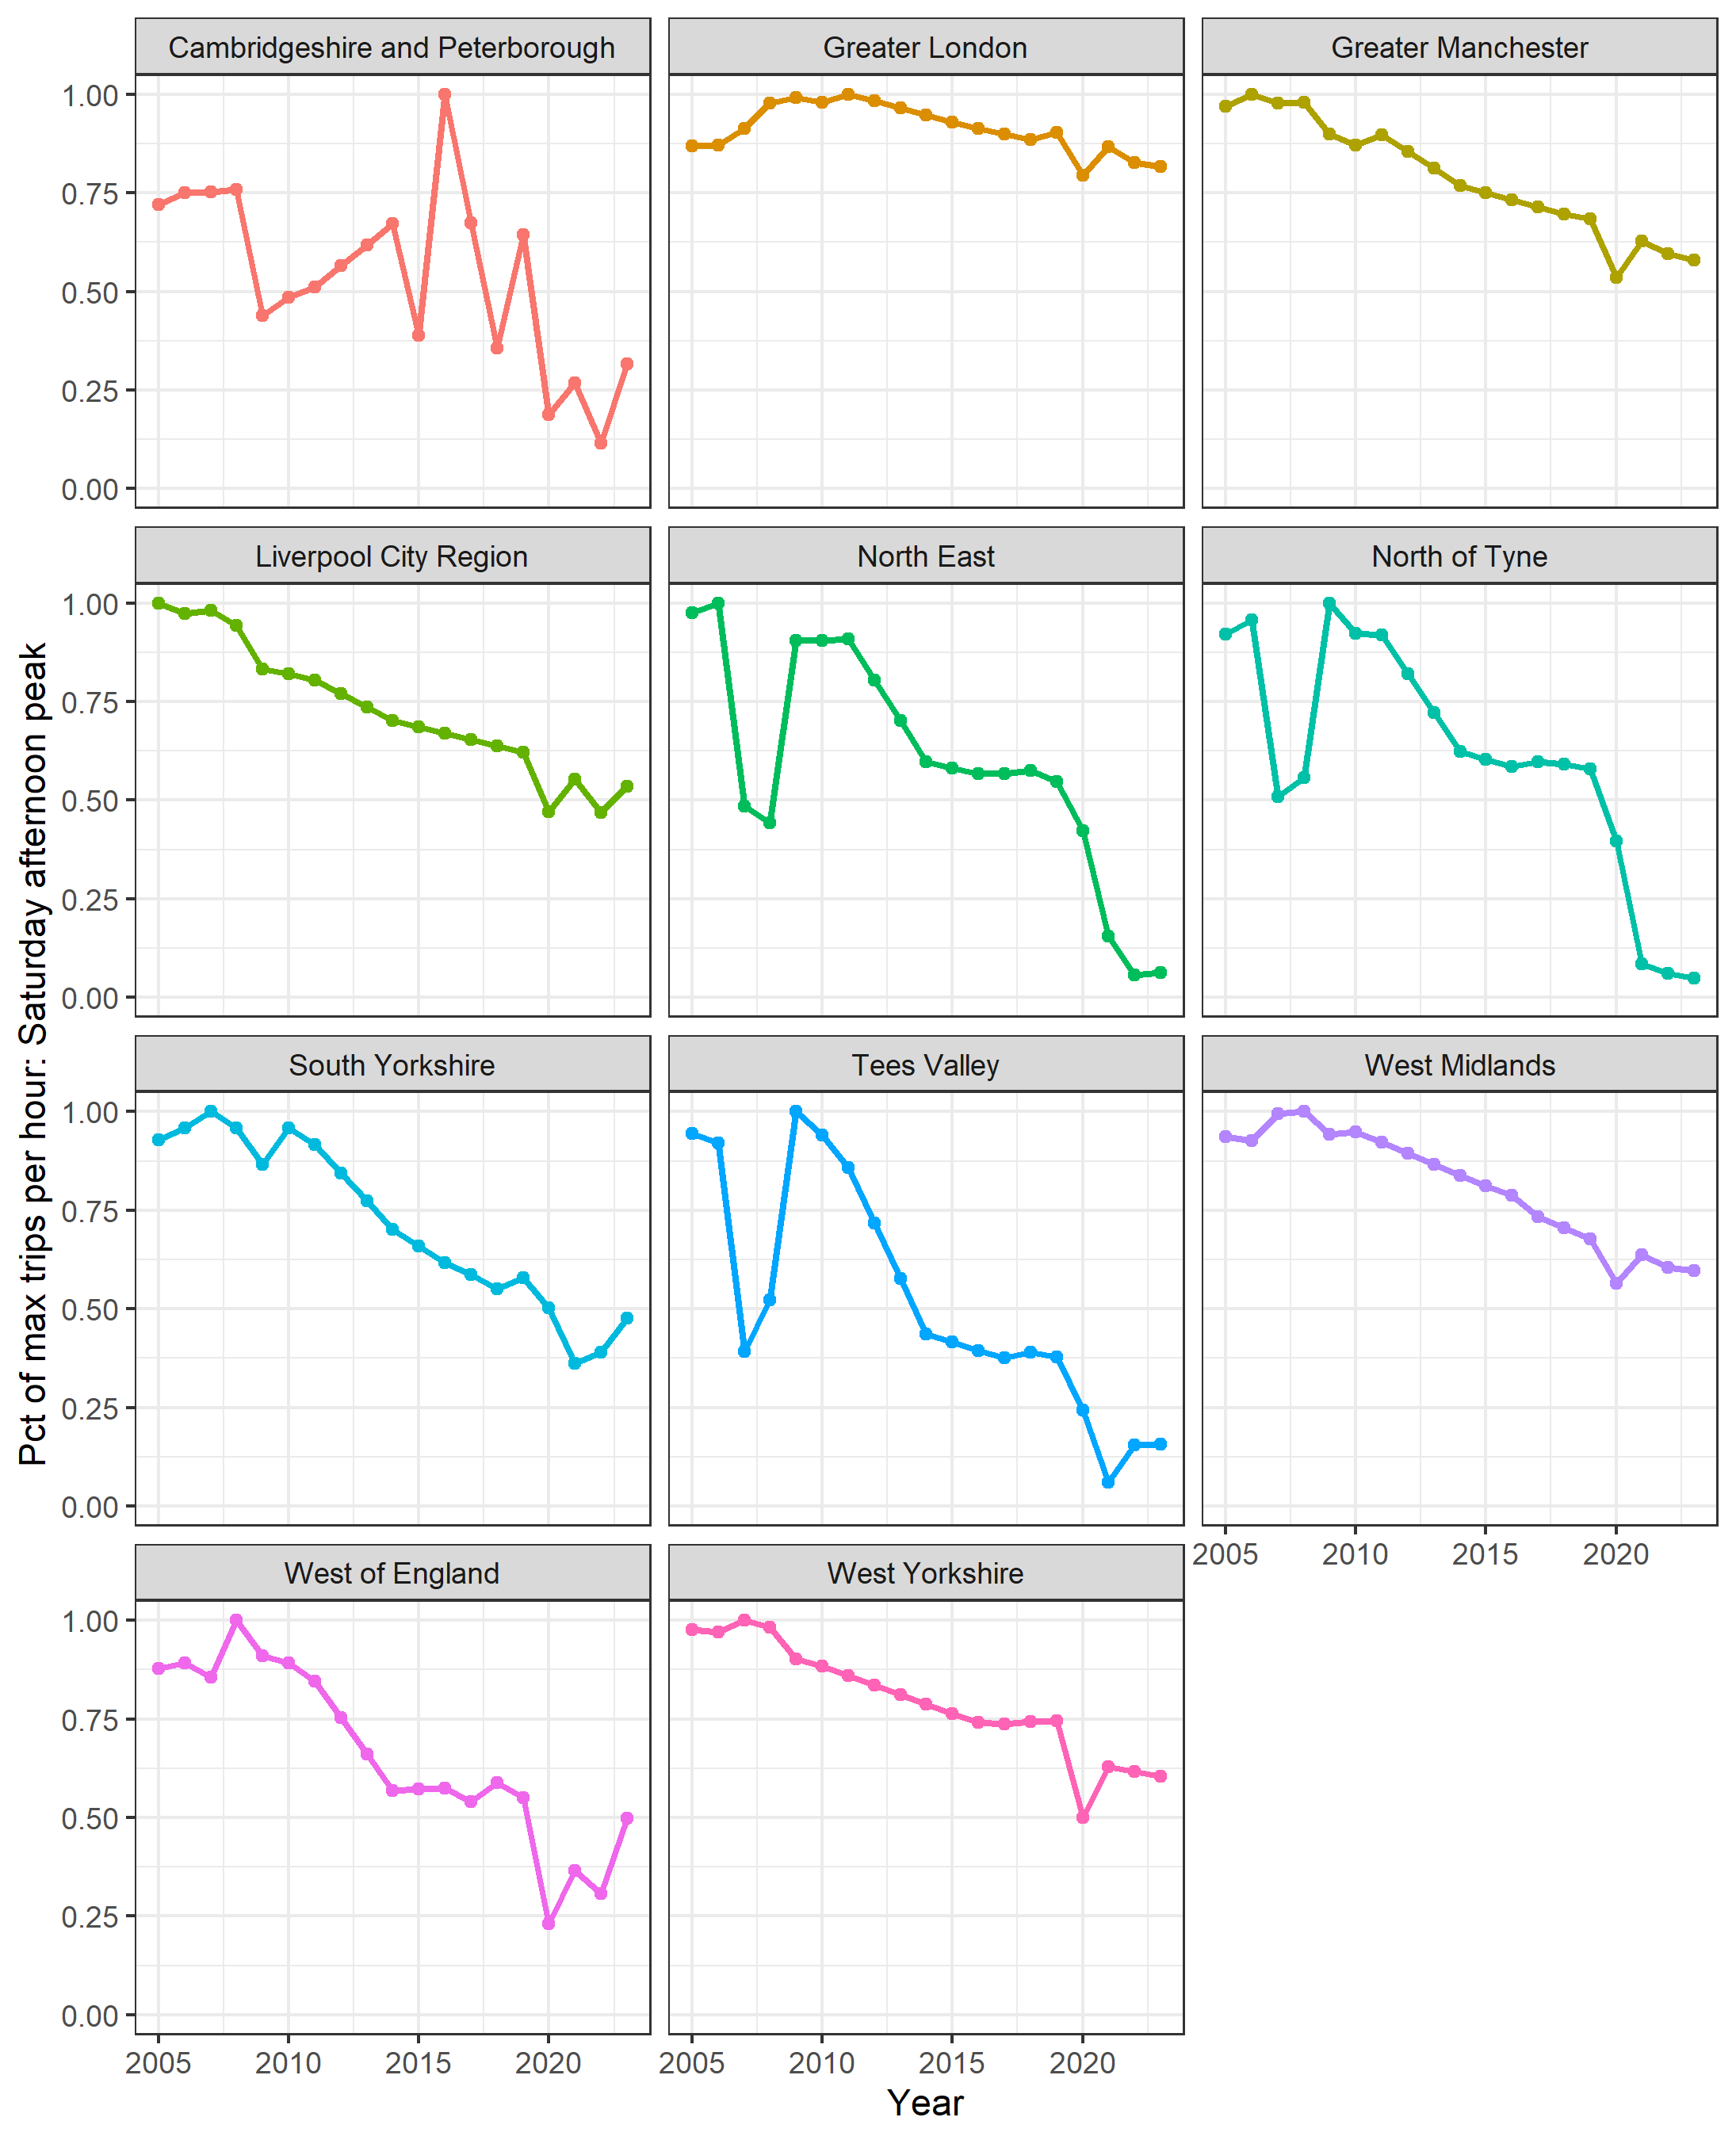 Cambridgeshire and Peterborough
Greater London
Greater Manchester
1.00
0.75
0.50
0.25
0.00
Liverpool City Region
North East
North of Tyne
1.00
0.75
0.50
0.25
0.00
South Yorkshire
Tees Valley
West Midlands
1.00
0.75
0.50
0.25
0.00
2005 2010 2015 2020
West of England
West Yorkshire
1.00
0.75
0.50
0.25
0.00
2005 2010 2015 2020
2005 2010 2015 2020
Year
Pct of max trips per hour: Saturday afternoon peak